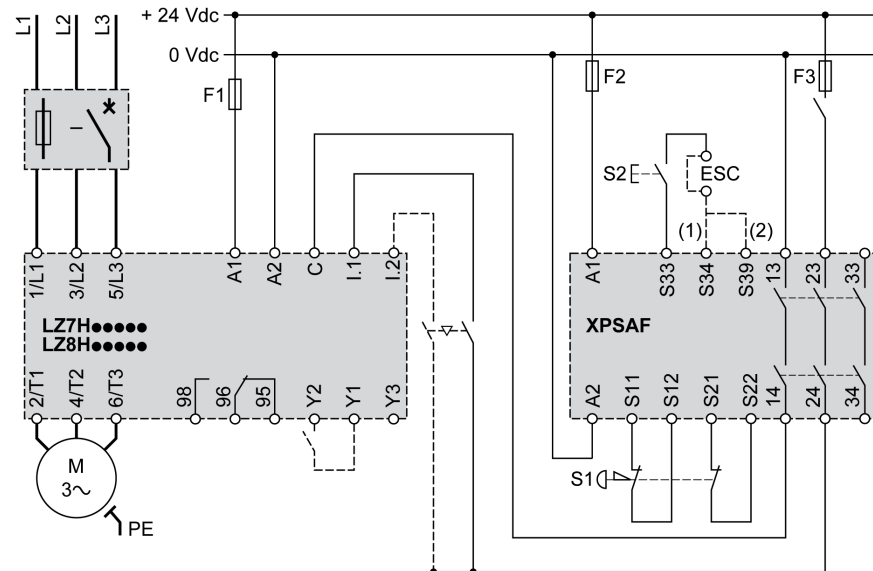 L1 L2 L3
+ 24 Vdc
0 Vdc
F1 F2 F3
S2 ESC
(1) (2)
1/L1 3/L2 5/L3 A1 A2 C I.1 I.2
A1 S33 S34 S39 13 23 33
LZ7H●●●●●
LZ8H●●●●●
XPSAF
2/T1 4/T2 6/T3 98 96 95 Y2 Y1 Y3
A2 S11 S12 S21 S22 14 24 34
M
3~
S1
PE